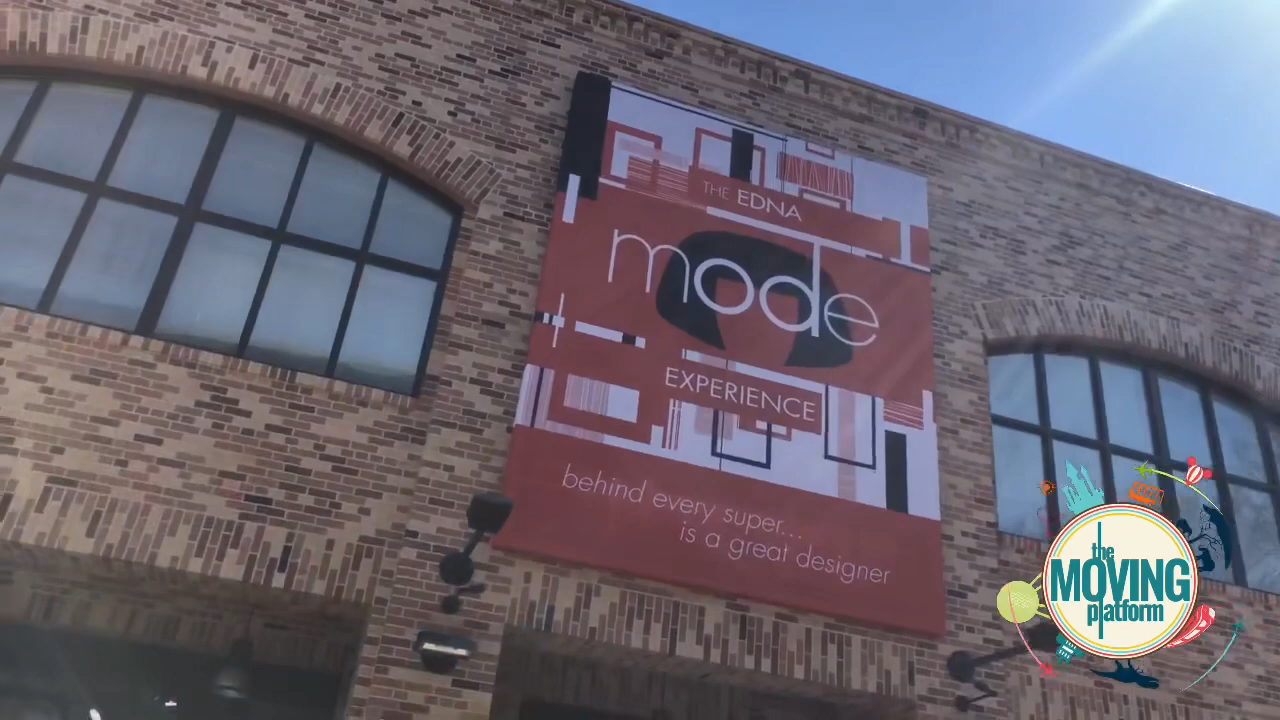 THE EDNA
mode
EXPERIENCE
behind every super...
is a great designer
the
MOVING
platform